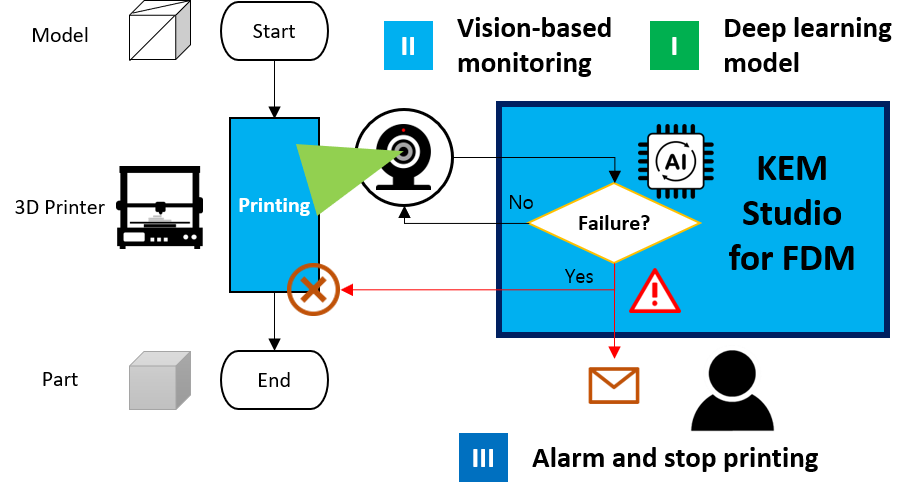 Model
Start
II
Vision-based
monitoring
I
Deep learning
model
3D Printer
Printing
AI
KEM
Studio
for FDM
No
Failure?
Yes
Part
End
III
Alarm and stop printing